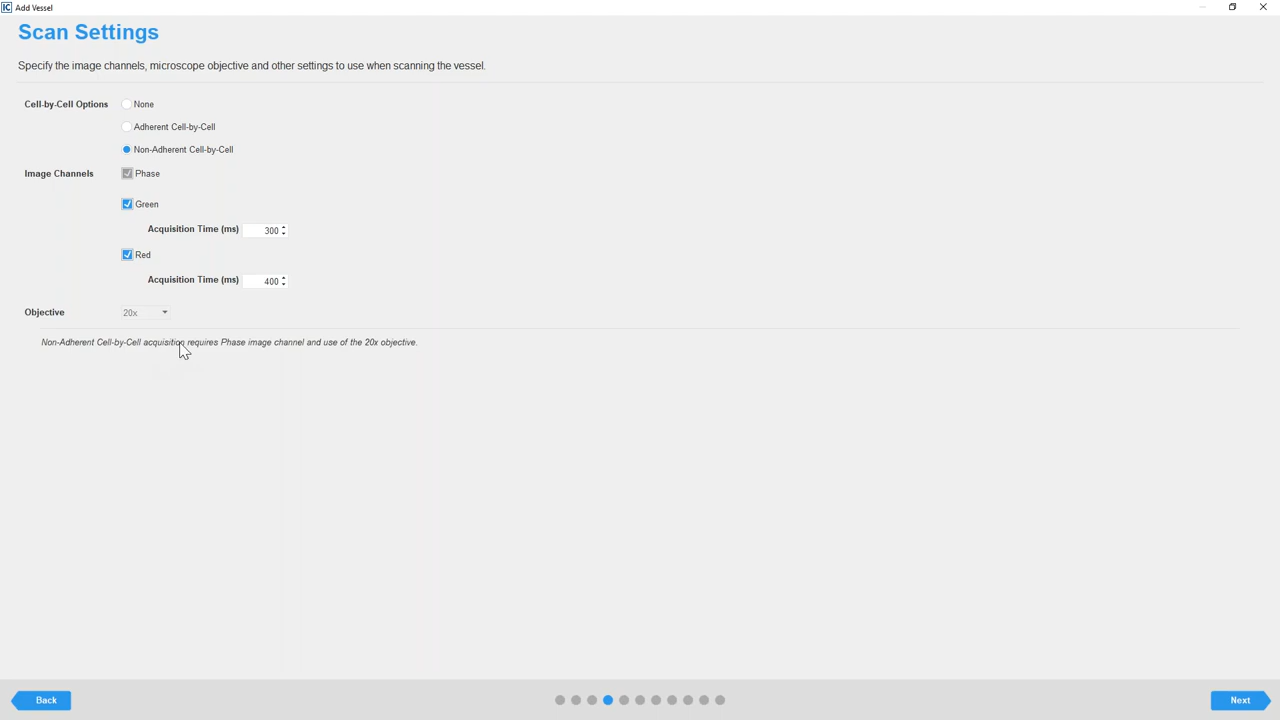 IC Add Vessel
Scan Settings
Specify the image channels, microscope objective and other settings to use when scanning the vessel.
Cell-by-Cell Options None
Adherent Cell-by-Cell
Non-Adherent Cell-by-Cell
Image Channels Phase
Green
Acquisition Time (ms) 300
Red
Acquisition Time (ms) 400
Objective 20x
Non-Adherent Cell-by-Cell acquisition requires Phase image channel and use of the 20x objective.
Back Next